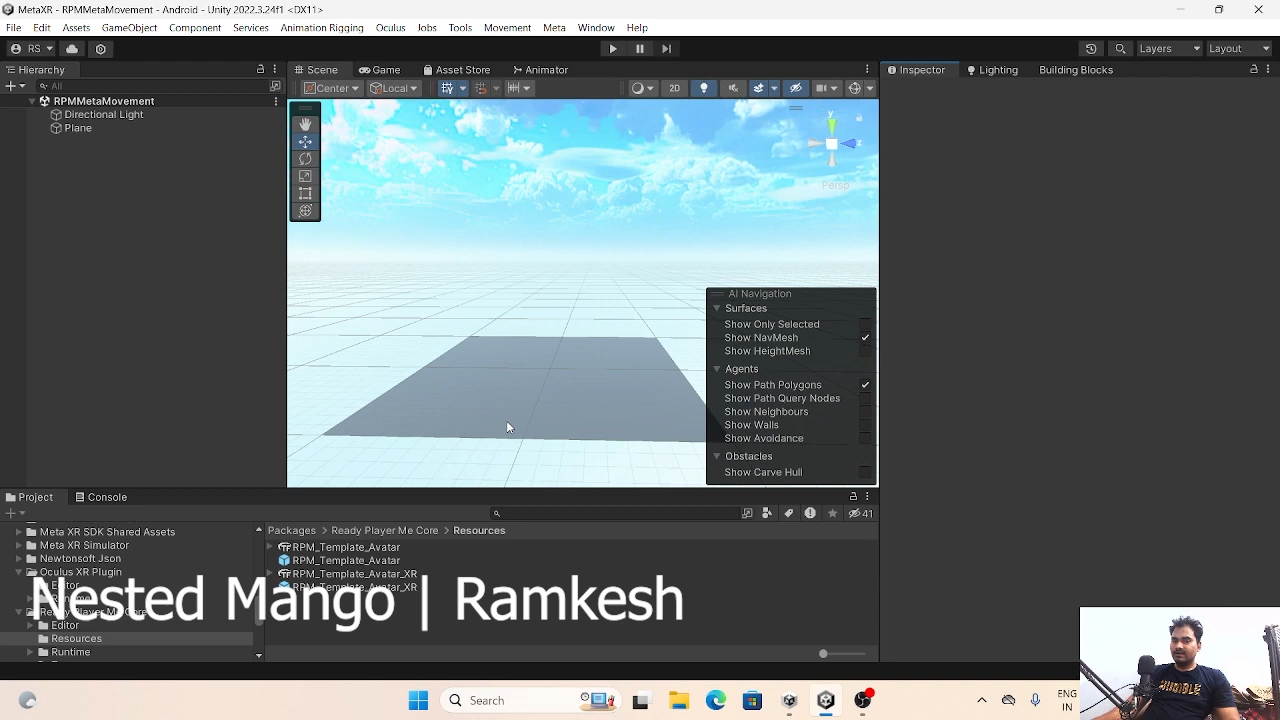 MetaXR - RPMMetaMovement - Android - Unity 2022.3.24f1 <DX11>
File Edit Assets GameObject Component Services Animation Rigging Oculus Jobs Tools Movement Meta Window Help
RS Layers Layout
Hierarchy Scene Game Asset Store Animator Inspector Lighting Building Blocks
All Center Local 2D
RPMMetaMovement
Directional Light
Plane
y
z
Persp
AI Navigation
Surfaces
Show Only Selected
Show NavMesh
Show HeightMesh
Agents
Show Path Polygons
Show Path Query Nodes
Show Neighbours
Show Walls
Show Avoidance
Obstacles
Show Carve Hull
Project Console
41
Meta XR SDK Shared Assets
Meta XR Simulator
Newtonsoft Json
Oculus XR Plugin
Editor
Resources
Runtime
Packages > Ready Player Me Core > Resources
RPM_Template_Avatar
RPM_Template_Avatar
RPM_Template_Avatar_XR
RPM_Template_Avatar_XR
Nested Mango | Ramkesh
Search
ENG
IN